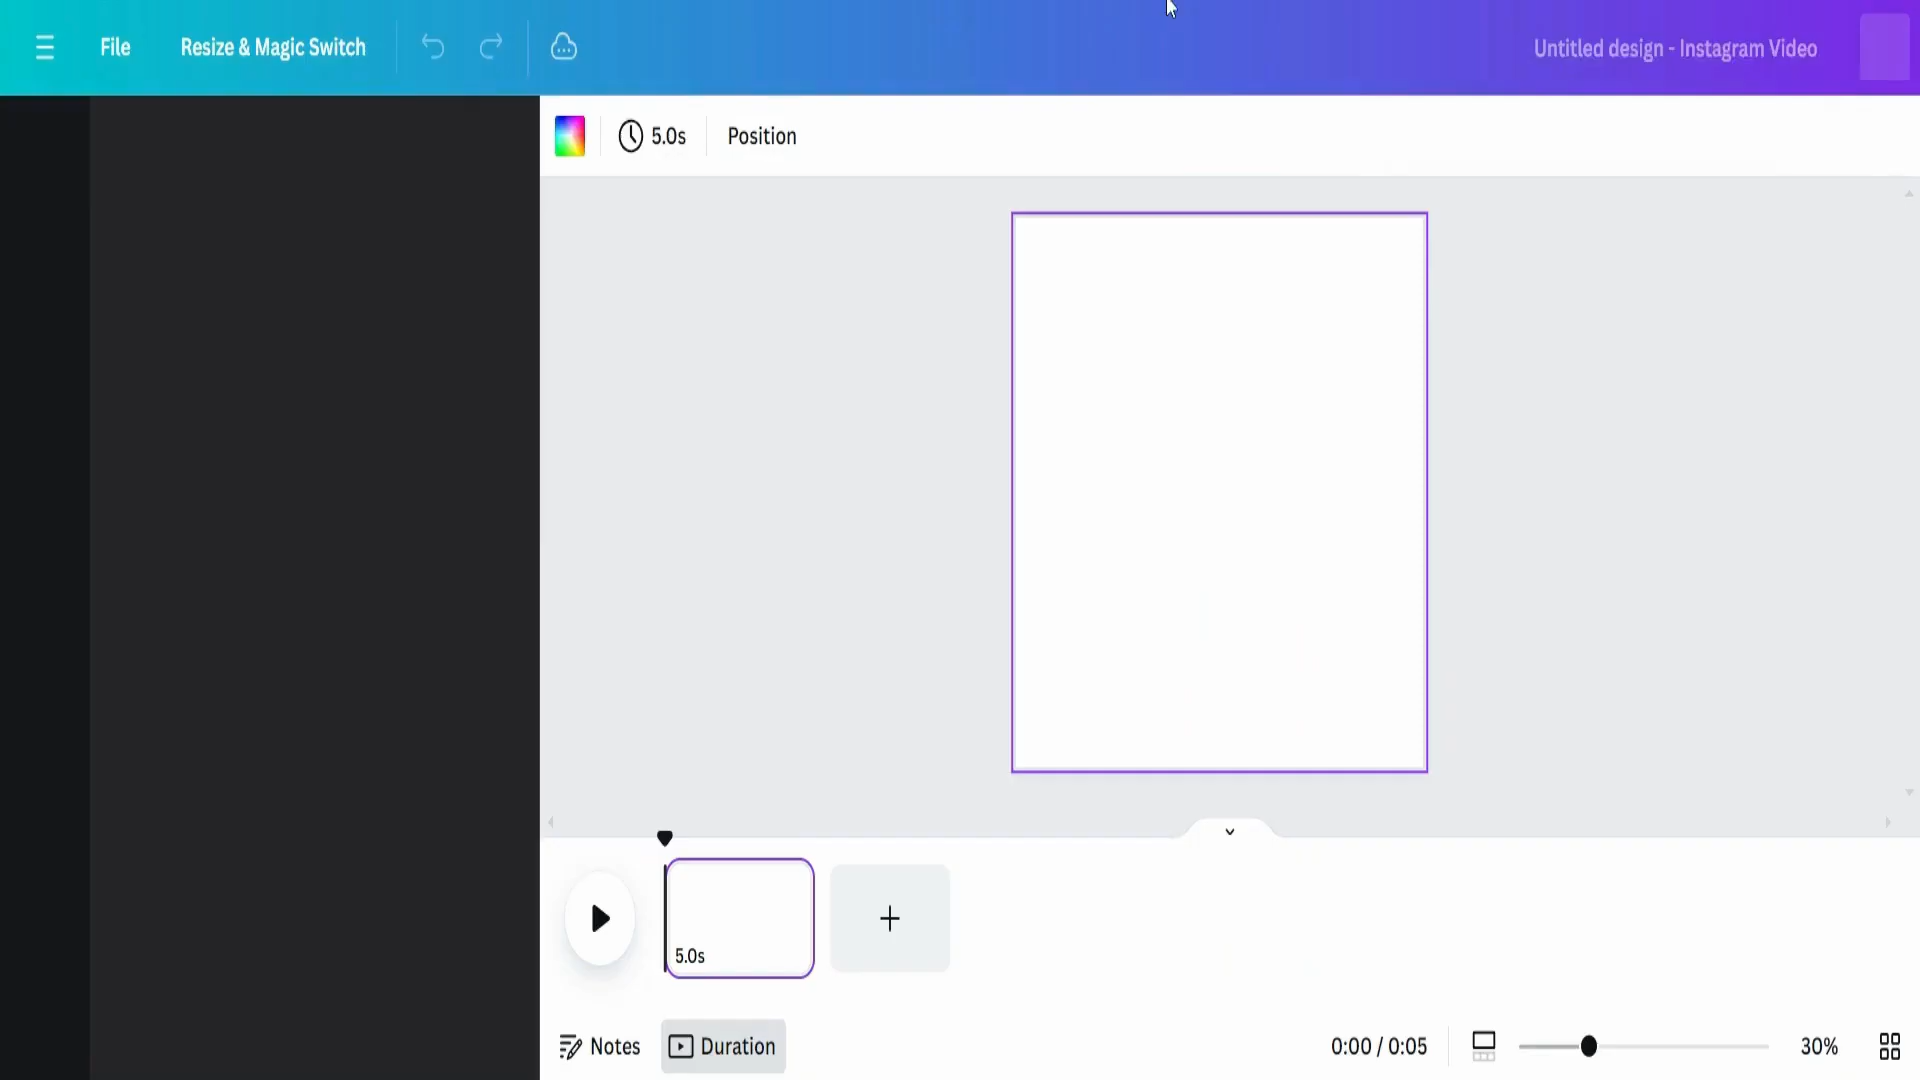 File
Resize & Magic Switch
Untitled design - Instagram Video
5.0s
Position
5.0s
Notes
Duration
0:00 / 0:05
30%